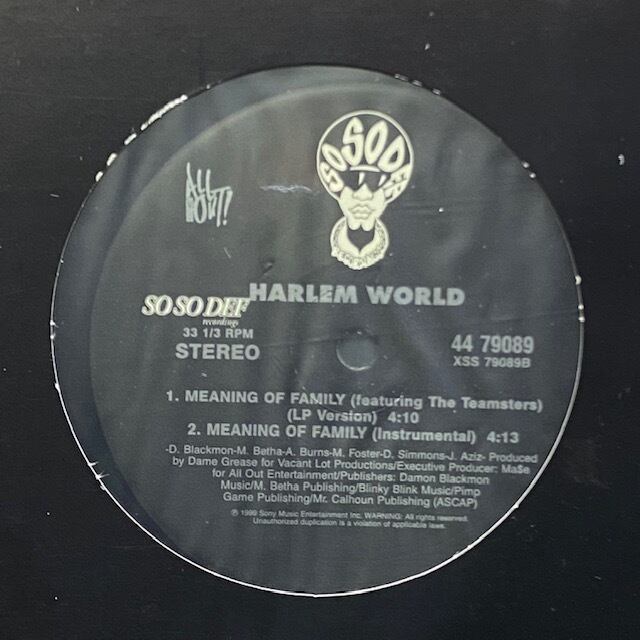 SO SO DEF
ALL OUT!
HARLEM WORLD
SO SO DEF
recordings
33 1/3 RPM
STEREO
44 79089
XSS 79089B
1. MEANING OF FAMILY (featuring The Teamsters)
(LP Version) 4:10
2. MEANING OF FAMILY (Instrumental) 4:13
-D. Blackmon-M. Betha-A. Burns-M. Foster-D. Simmons-J. Aziz- Produced
by Dame Grease for Vacant Lot Productions/Executive Producer: Ma$e
for All Out Entertainment/Publishers: Damon Blackmon
Music/M. Betha Publishing/Blinky Blink Music/Pimp
Game Publishing/Mr. Calhoun Publishing (ASCAP)
℗ © 1999 Sony Music Entertainment Inc. WARNING: All rights reserved.
Unauthorized duplication is a violation of applicable laws.